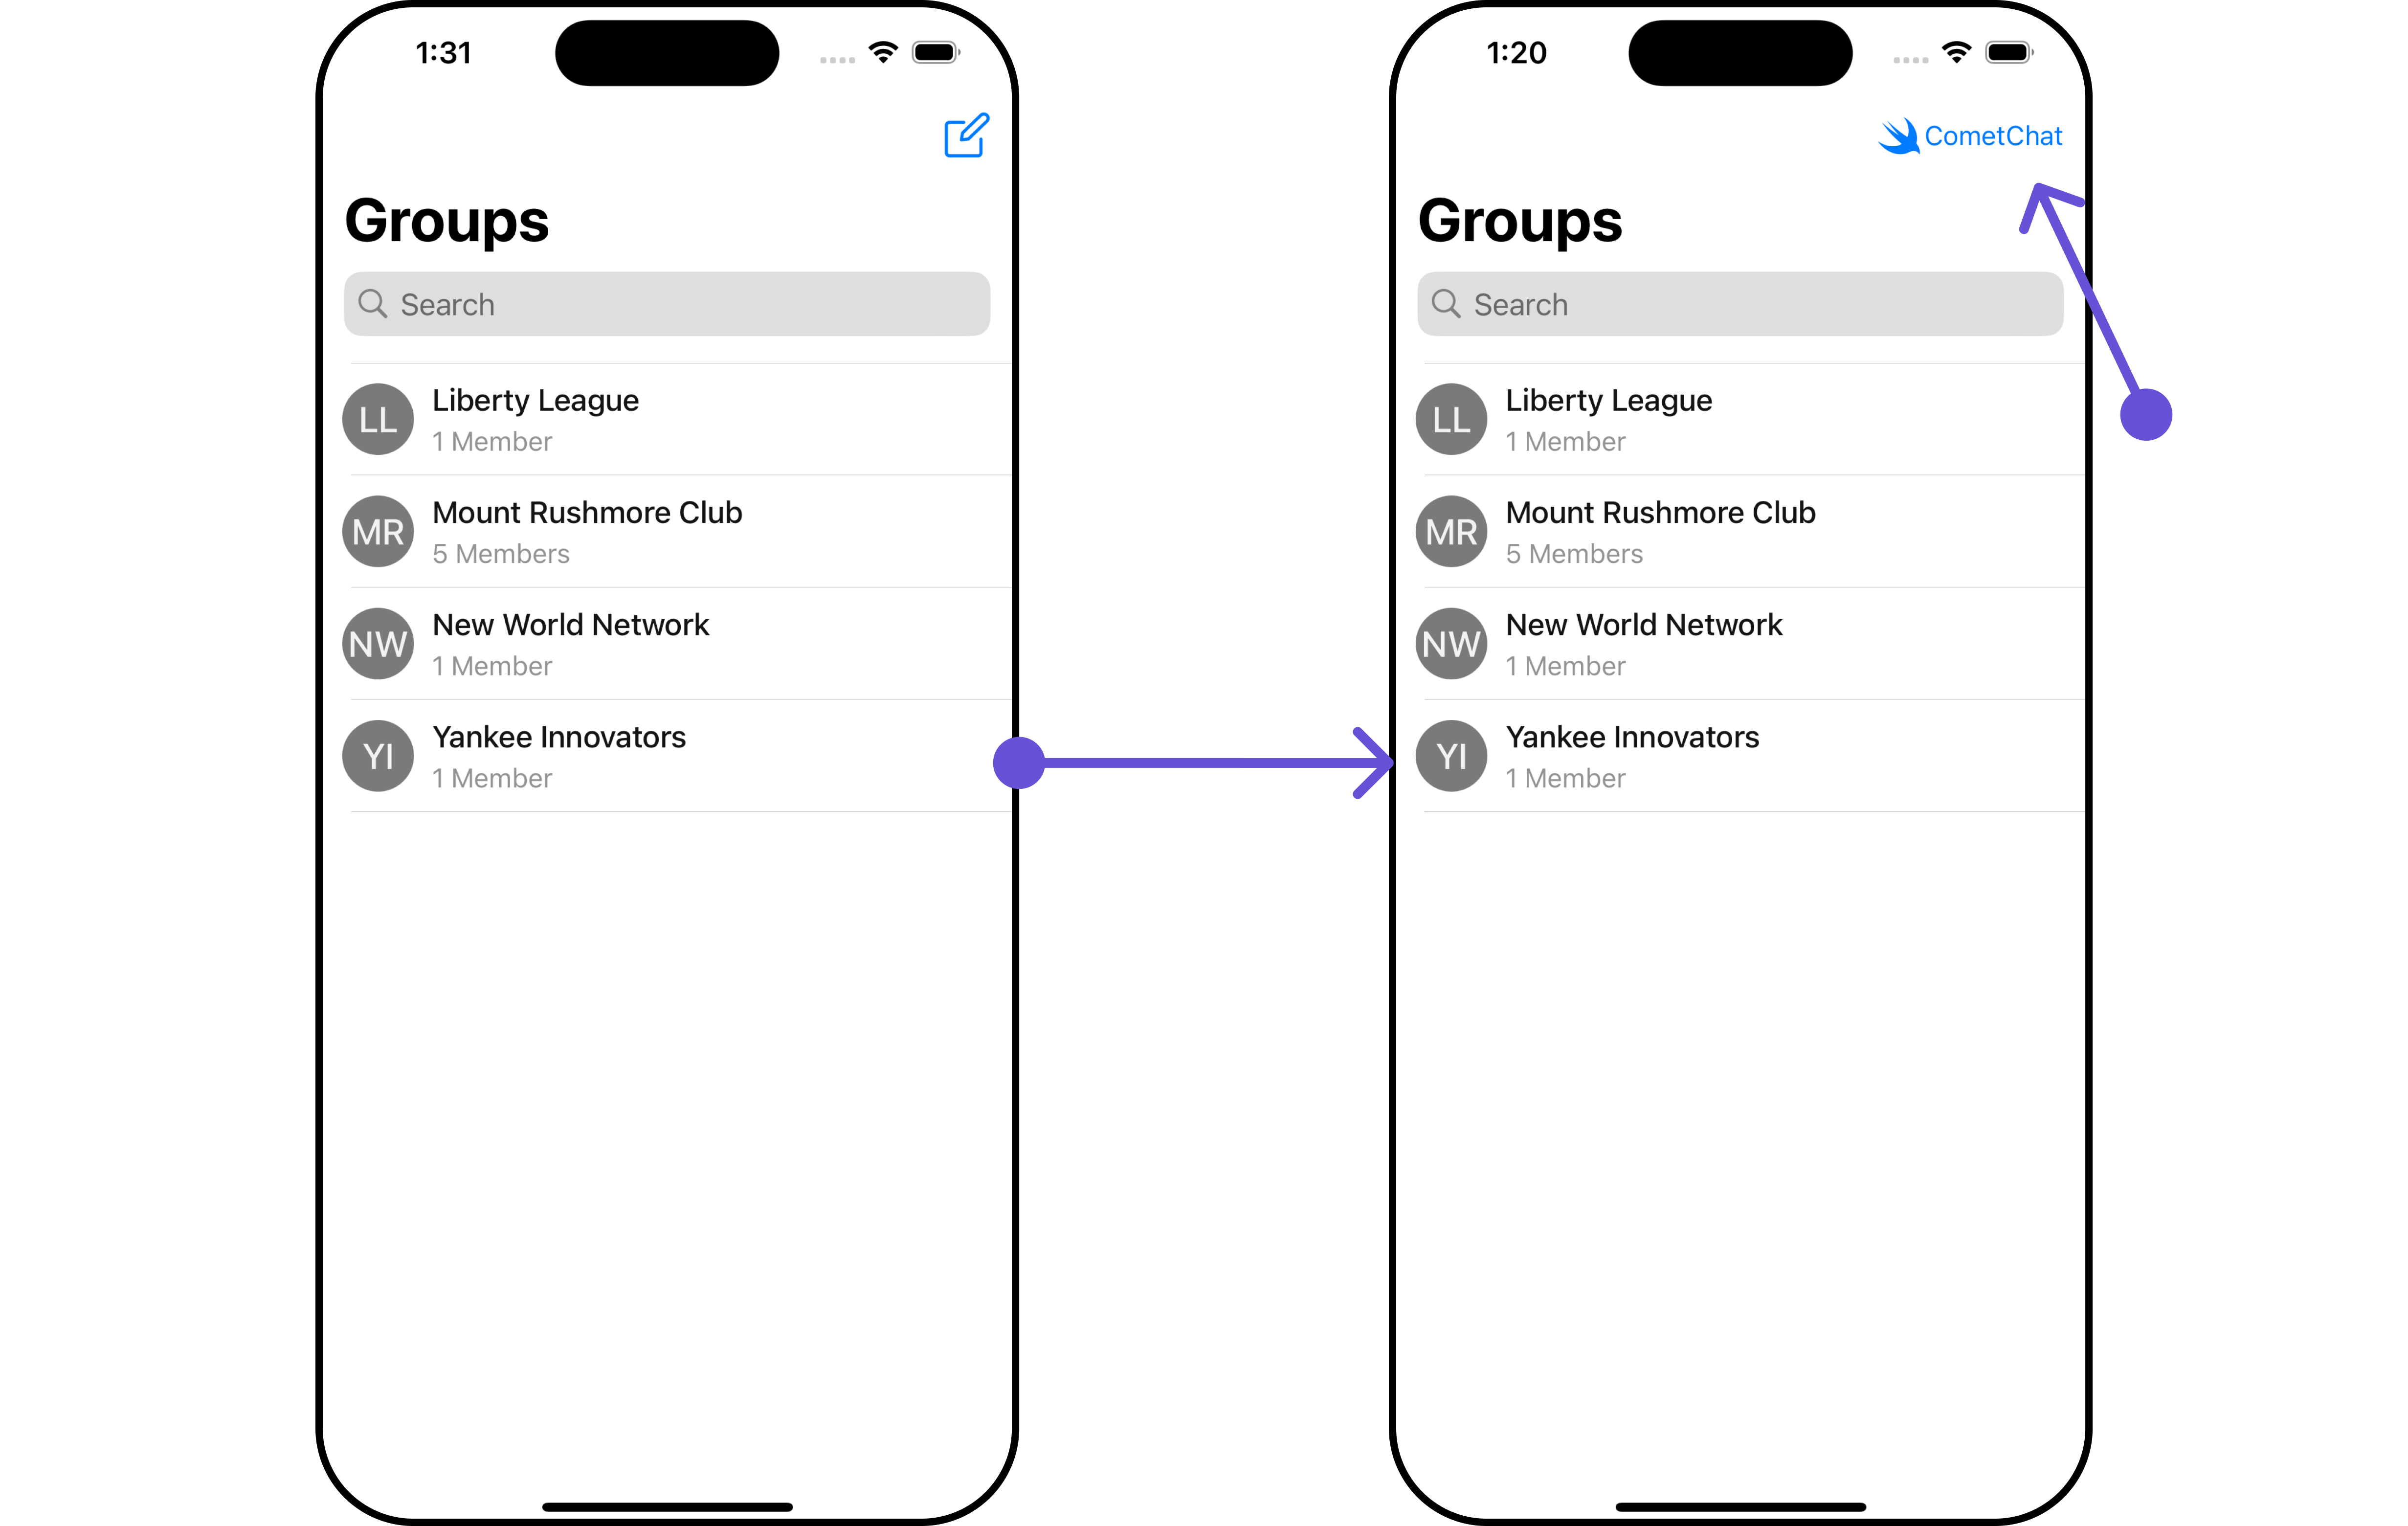 1:31
Groups
Search
LL
Liberty League
1 Member
MR
Mount Rushmore Club
5 Members
NW
New World Network
1 Member
YI
Yankee Innovators
1 Member
1:20
CometChat
Groups
Search
LL
Liberty League
1 Member
MR
Mount Rushmore Club
5 Members
NW
New World Network
1 Member
YI
Yankee Innovators
1 Member